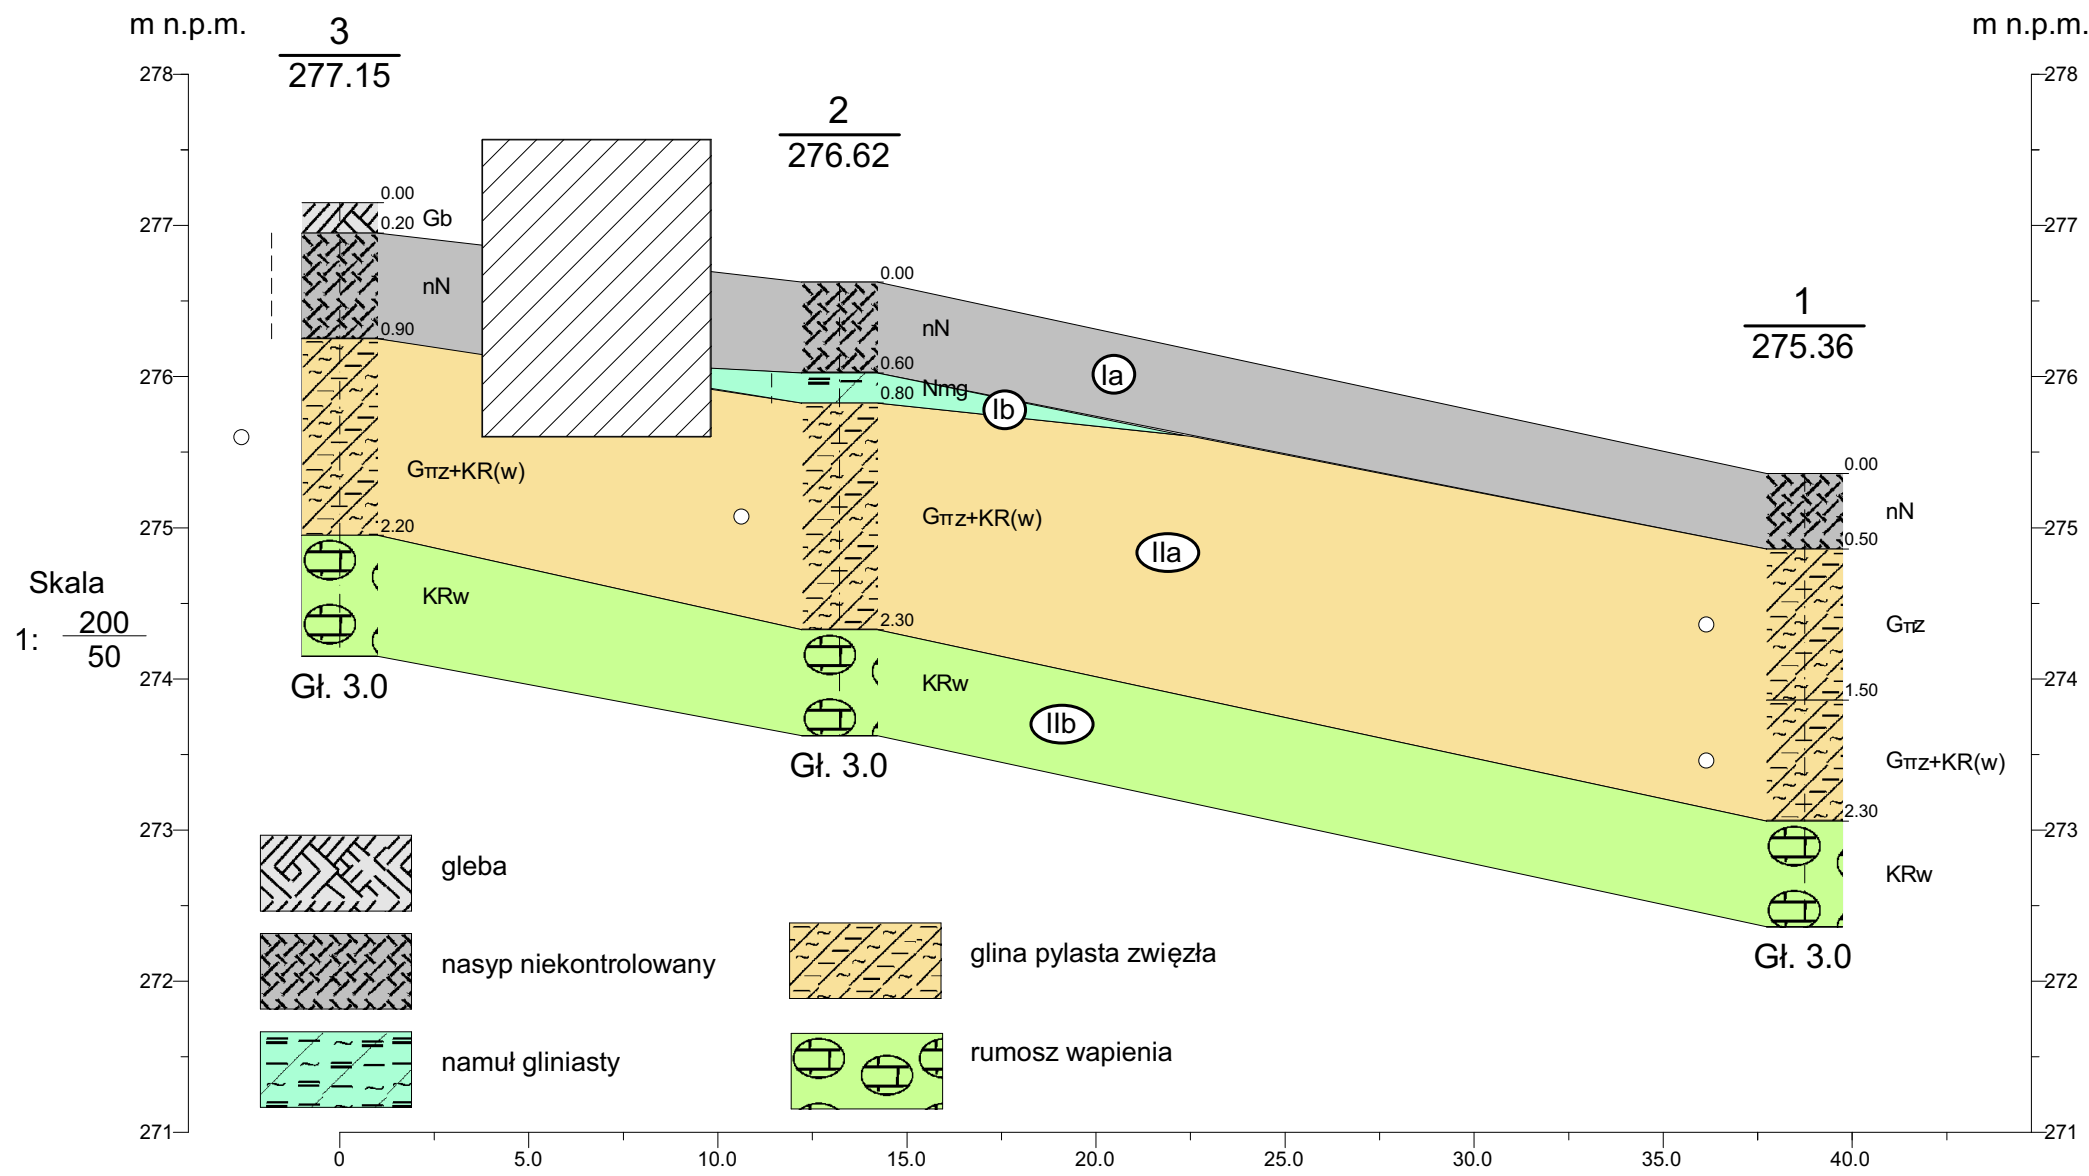 m n.p.m.
m n.p.m.
3
277.15
2
276.62
1
275.36
278
277
276
275
274
273
272
271
278
277
276
275
274
273
272
271
0.00
0.20
0.90
2.20
Gb
nN
Gπz+KR(w)
KRw
Gł. 3.0
0.00
0.60
0.80
2.30
nN
Nmg
Gπz+KR(w)
KRw
Gł. 3.0
Ia
Ib
IIa
IIb
0.00
0.50
1.50
2.30
nN
Gπz
Gπz+KR(w)
KRw
Gł. 3.0
Skala
1: 200
50
gleba
nasyp niekontrolowany
namuł gliniasty
glina pylasta zwięzła
rumosz wapienia
0 5.0 10.0 15.0 20.0 25.0 30.0 35.0 40.0